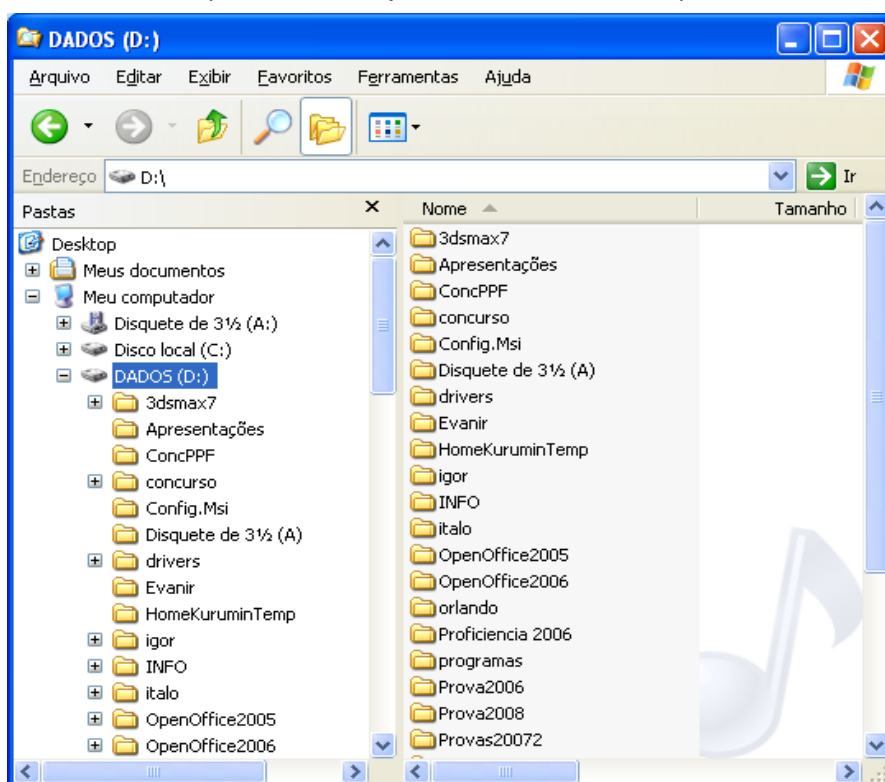 DADOS (D:)
Arquivo Editar Exibir Favoritos Ferramentas Ajuda
Endereço D:\ Ir
Pastas
Desktop
Meus documentos
Meu computador
Disquete de 3½ (A:)
Disco local (C:)
DADOS (D:)
3dsmax7
Apresentações
ConcPPF
concurso
Config.Msi
Disquete de 3½ (A)
drivers
Evanir
HomeKuruminTemp
igor
INFO
italo
OpenOffice2005
OpenOffice2006
Nome Tamanho
3dsmax7
Apresentações
ConcPPF
concurso
Config.Msi
Disquete de 3½ (A)
drivers
Evanir
HomeKuruminTemp
igor
INFO
italo
OpenOffice2005
OpenOffice2006
orlando
Proficiencia 2006
programas
Prova2006
Prova2008
Provas20072